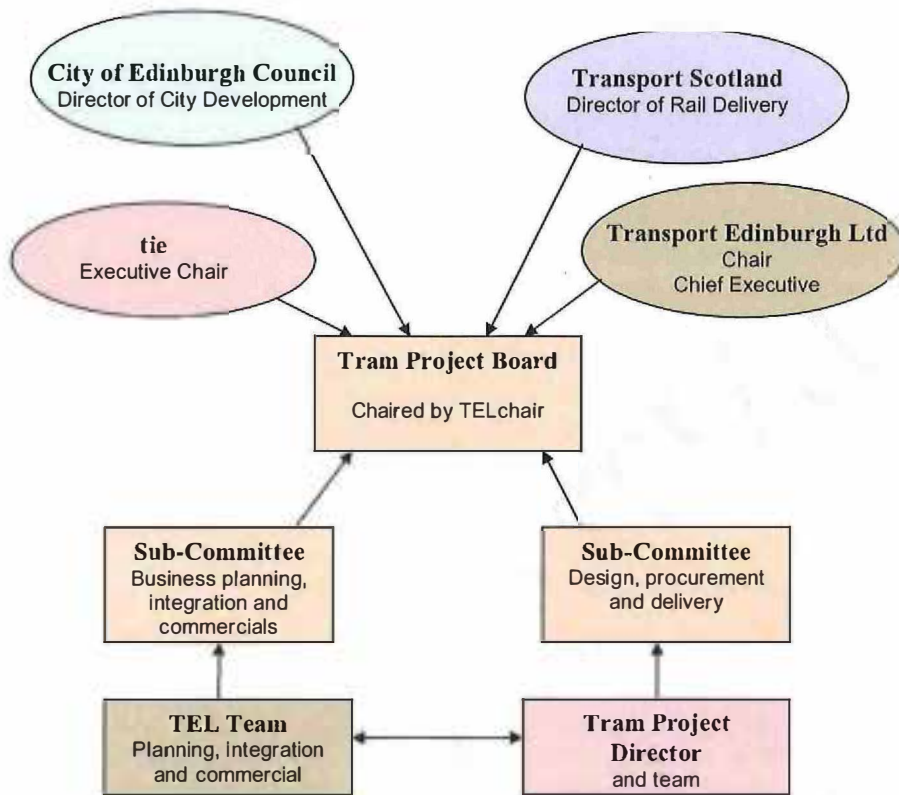 City of Edinburgh Council
Director of City Development
Transport Scotland
Director of Rail Delivery
tie
Executive Chair
Transport Edinburgh Ltd
Chair
Chief Executive
Tram Project Board
Chaired by TELchair
Sub-Committee
Business planning,
integration and
commercials
Sub-Committee
Design, procurement
and delivery
TEL Team
Planning, integration
and commercial
Tram Project
Director
and team